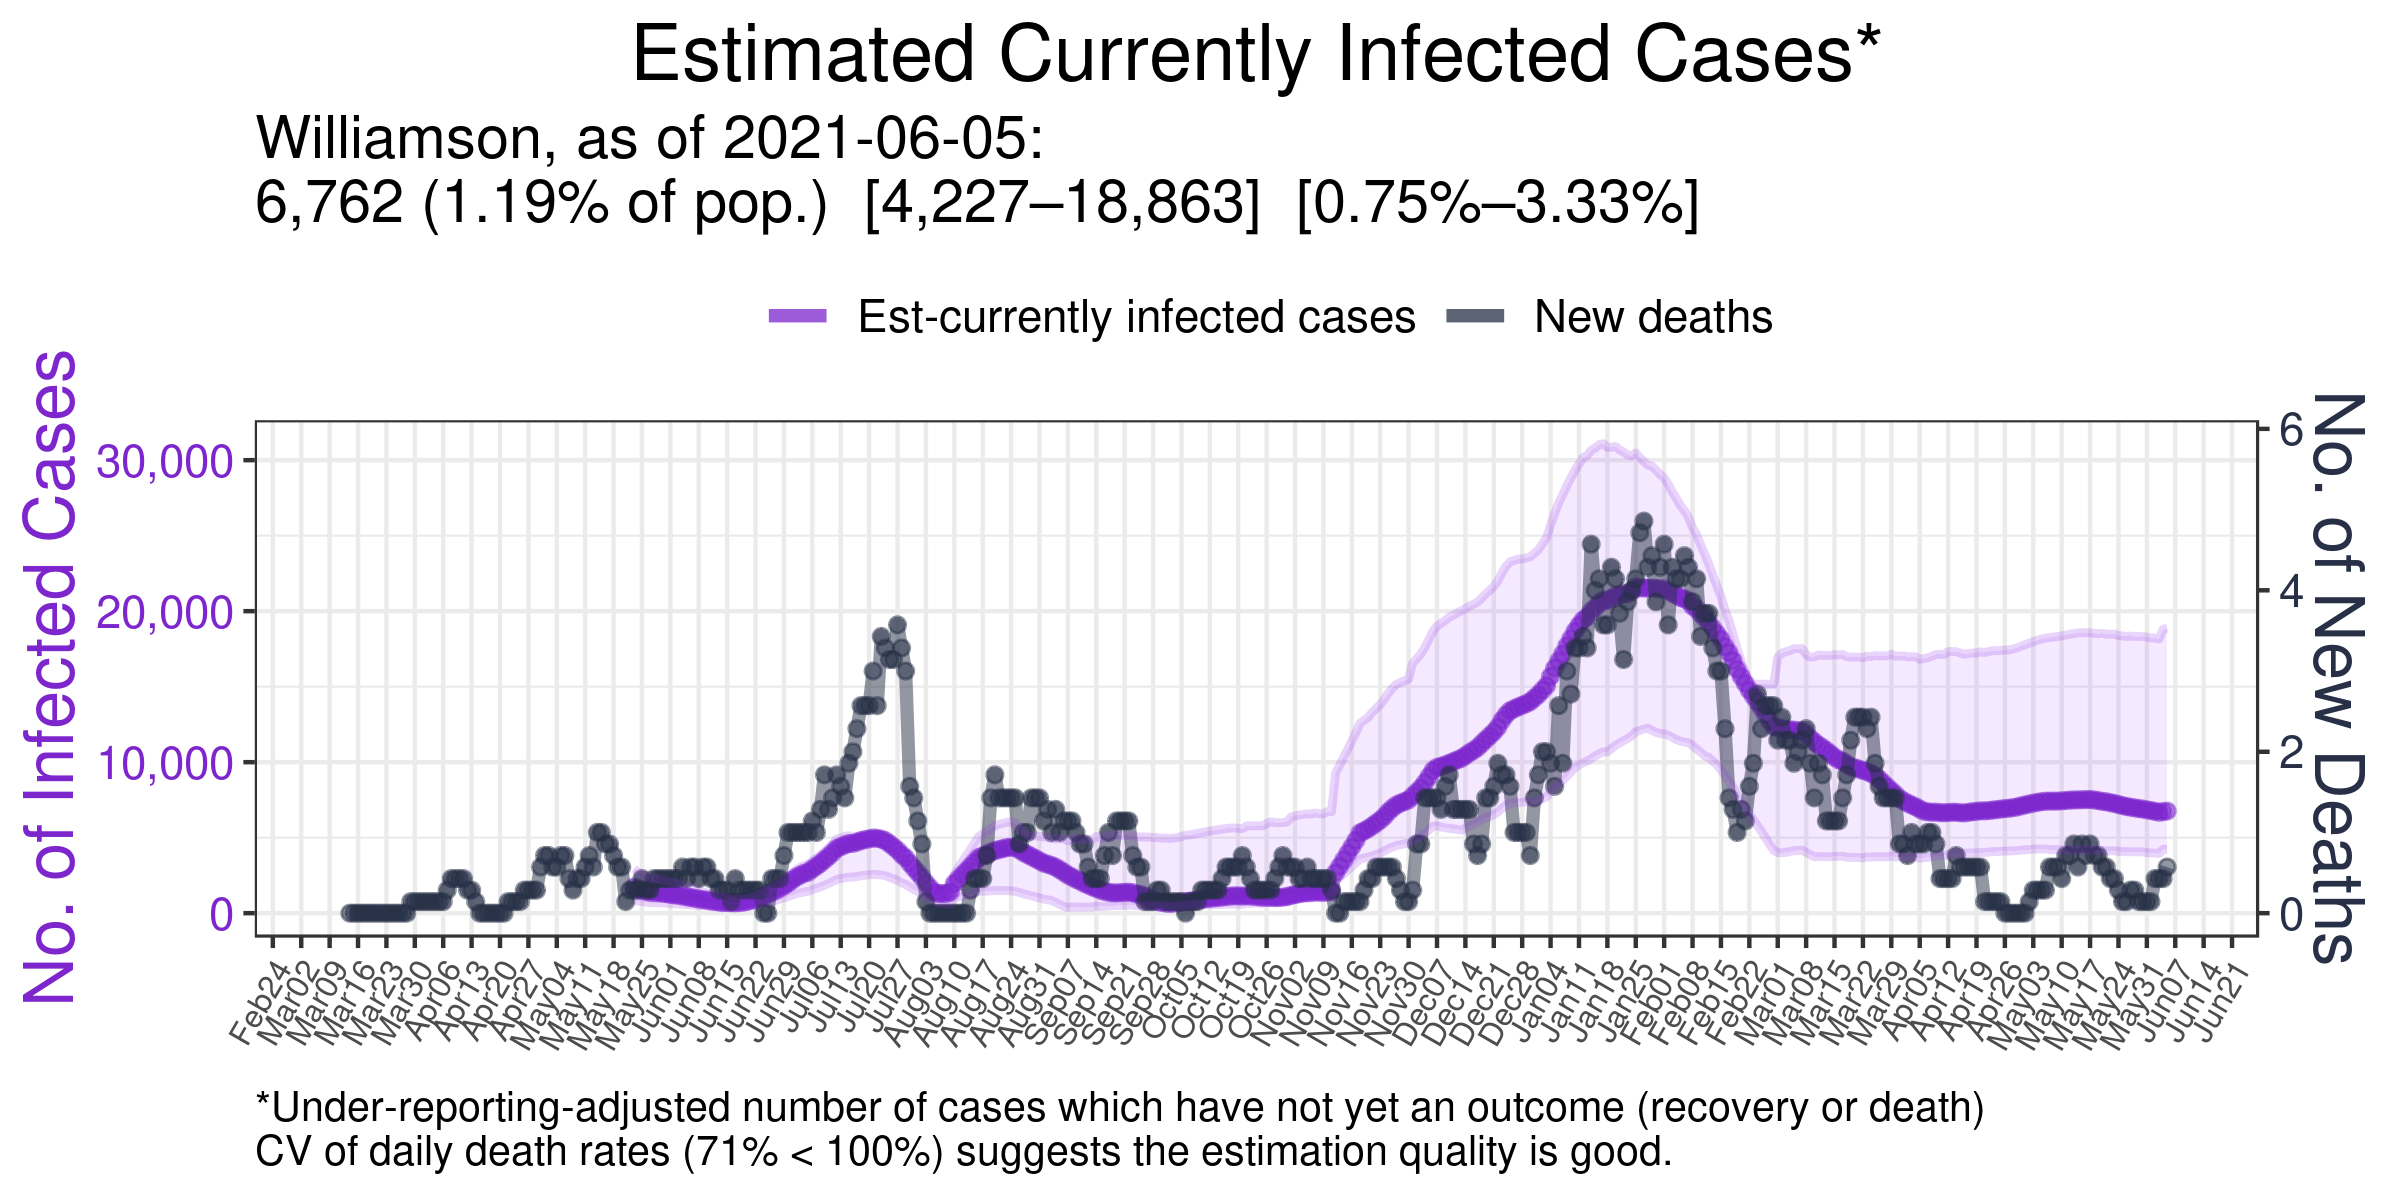 Estimated Currently Infected Cases*
Williamson, as of 2021-06-05:
6,762 (1.19% of pop.)  [4,227–18,863]  [0.75%–3.33%]
Est-currently infected cases
New deaths
No. of Infected Cases
30,000
20,000
10,000
0
6
4
2
0
No. of New Deaths
Feb24
Mar02
Mar09
Mar16
Mar23
Mar30
Apr06
Apr13
Apr20
Apr27
May04
May11
May18
May25
Jun01
Jun08
Jun15
Jun22
Jun29
Jul06
Jul13
Jul20
Jul27
Aug03
Aug10
Aug17
Aug24
Aug31
Sep07
Sep14
Sep21
Sep28
Oct05
Oct12
Oct19
Oct26
Nov02
Nov09
Nov16
Nov23
Nov30
Dec07
Dec14
Dec21
Dec28
Jan04
Jan11
Jan18
Jan25
Feb01
Feb08
Feb15
Feb22
Mar01
Mar08
Mar15
Mar22
Mar29
Apr05
Apr12
Apr19
Apr26
May03
May10
May17
May24
May31
Jun07
Jun14
Jun21
*Under-reporting-adjusted number of cases which have not yet an outcome (recovery or death)
CV of daily death rates (71% < 100%) suggests the estimation quality is good.